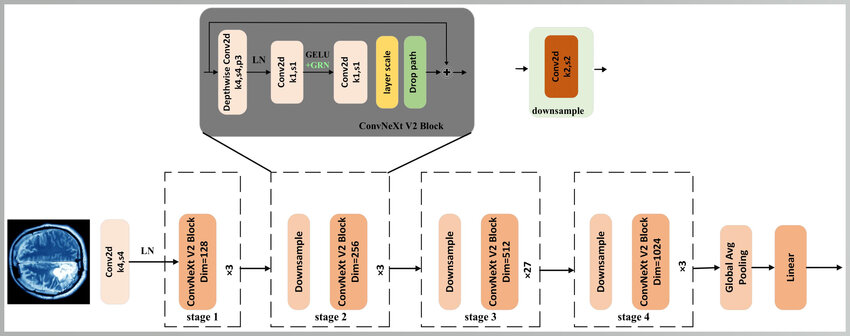 Depthwise Conv2d
k4,s4,p3
LN
Conv2d
k1,s1
GELU
+GRN
Conv2d
k1,s1
layer scale
Drop path
+
ConvNeXt V2 Block
Conv2d
k2,s2
downsample
Conv2d
k4,s4
LN
ConvNeXt V2 Block
Dim=128
×3
stage 1
Downsample
ConvNeXt V2 Block
Dim=256
×3
stage 2
Downsample
ConvNeXt V2 Block
Dim=512
×27
stage 3
Downsample
ConvNeXt V2 Block
Dim=1024
×3
stage 4
Global Avg
Pooling
Linear